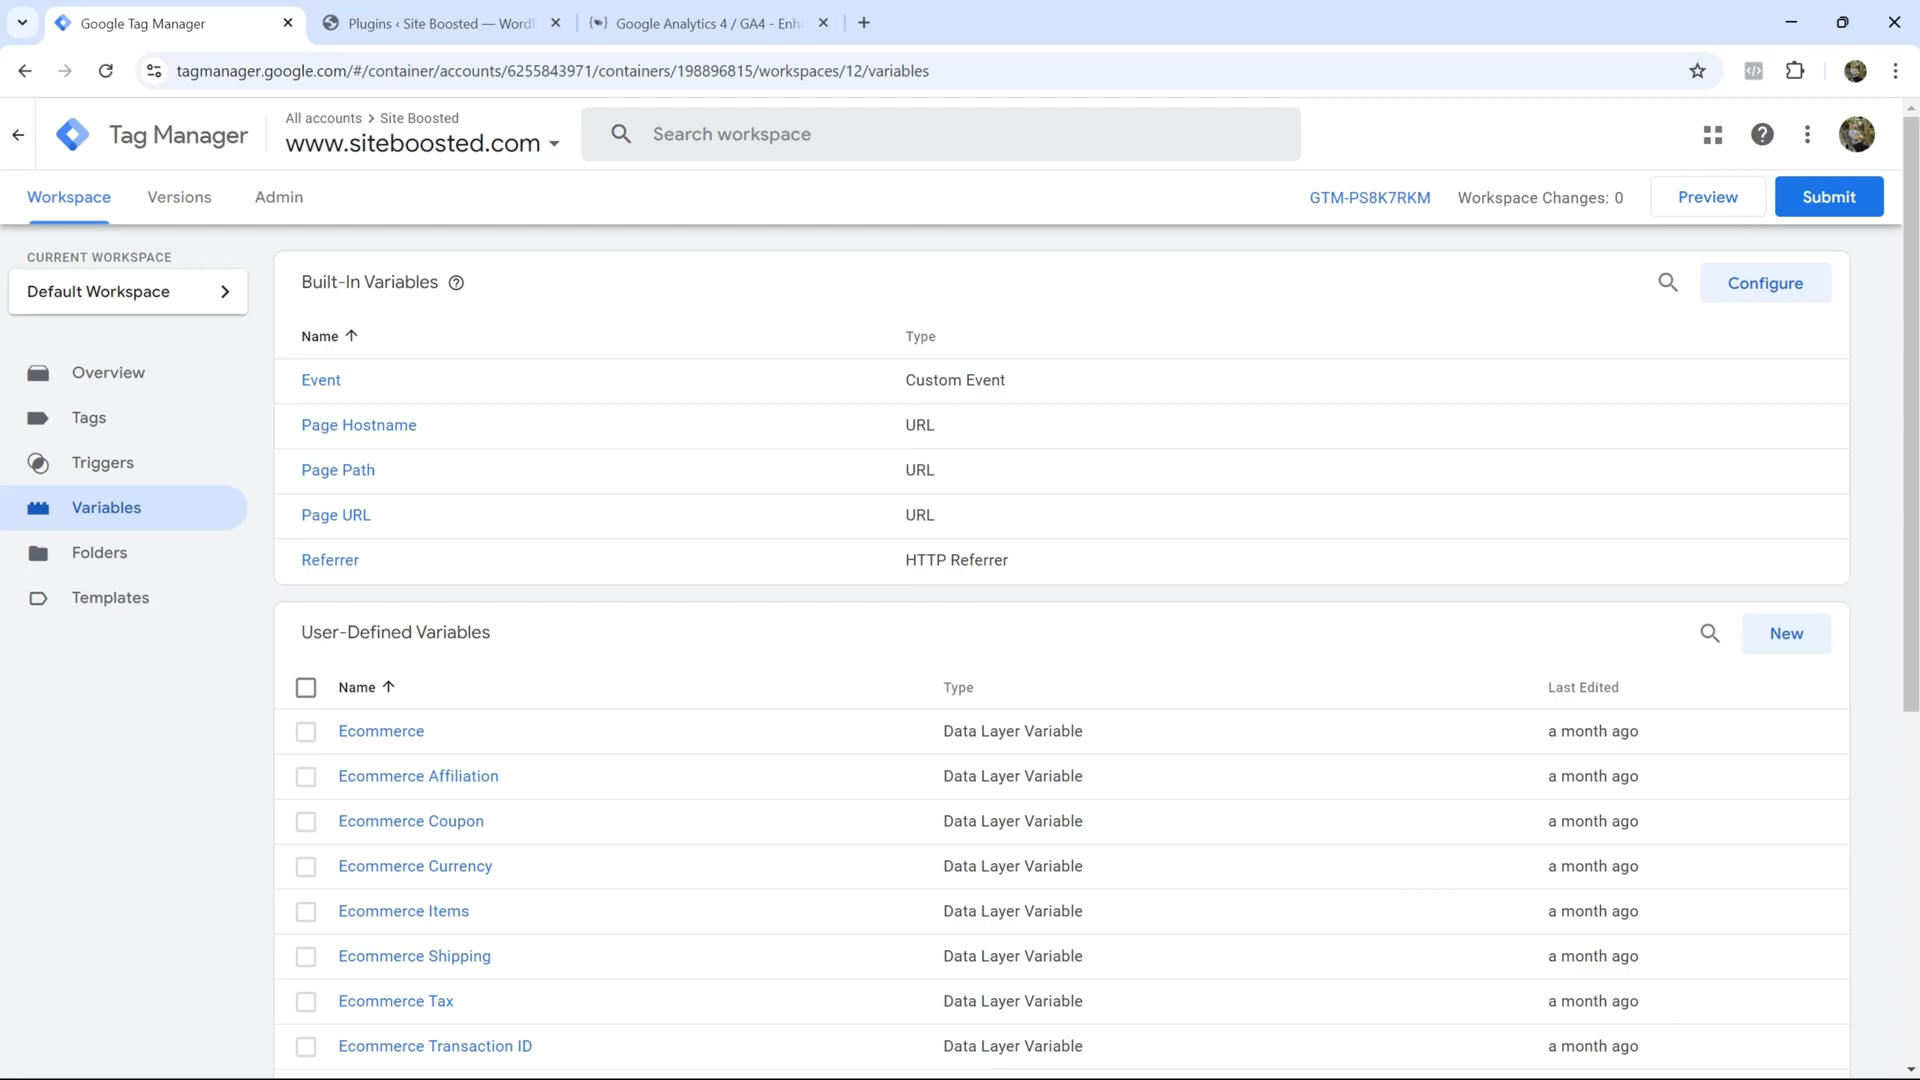 Google Tag Manager
Plugins ‹ Site Boosted — Word
Google Analytics 4 / GA4 - Enh
tagmanager.google.com/#/container/accounts/6255843971/containers/198896815/workspaces/12/variables
Tag Manager
All accounts > Site Boosted
www.siteboosted.com
Search workspace
Workspace
Versions
Admin
GTM-PS8K7RKM
Workspace Changes: 0
Preview
Submit
CURRENT WORKSPACE
Default Workspace
Overview
Tags
Triggers
Variables
Folders
Templates
Built-In Variables
Configure
Name Type
Event Custom Event
Page Hostname URL
Page Path URL
Page URL URL
Referrer HTTP Referrer
User-Defined Variables
New
Name Type Last Edited
Ecommerce Data Layer Variable a month ago
Ecommerce Affiliation Data Layer Variable a month ago
Ecommerce Coupon Data Layer Variable a month ago
Ecommerce Currency Data Layer Variable a month ago
Ecommerce Items Data Layer Variable a month ago
Ecommerce Shipping Data Layer Variable a month ago
Ecommerce Tax Data Layer Variable a month ago
Ecommerce Transaction ID Data Layer Variable a month ago